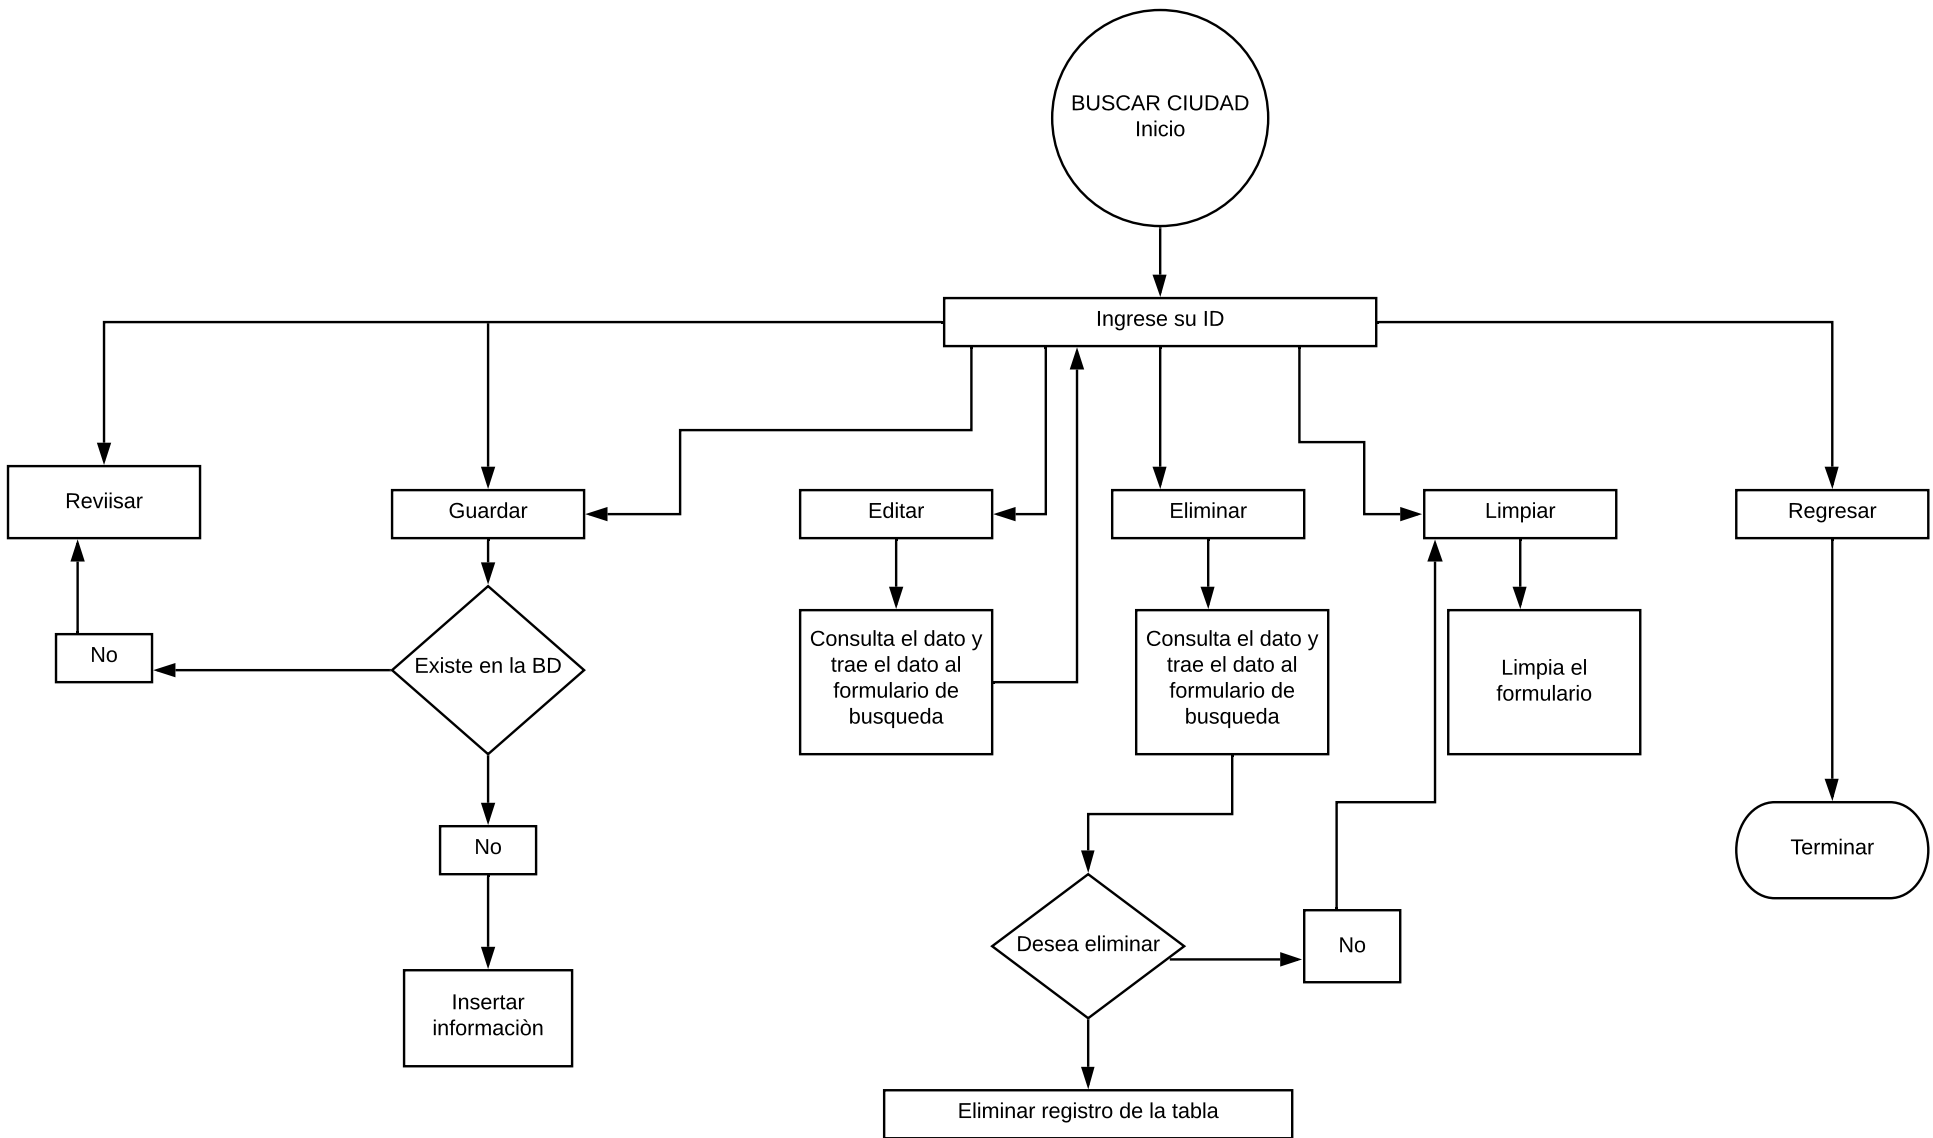 BUSCAR CIUDAD
Inicio
Ingrese su ID
Reviisar
Guardar
Editar
Eliminar
Limpiar
Regresar
No
Existe en la BD
Consulta el dato y
trae el dato al
formulario de
busqueda
Consulta el dato y
trae el dato al
formulario de
busqueda
Limpia el
formulario
No
Terminar
Desea eliminar
No
Insertar
informaciòn
Eliminar registro de la tabla